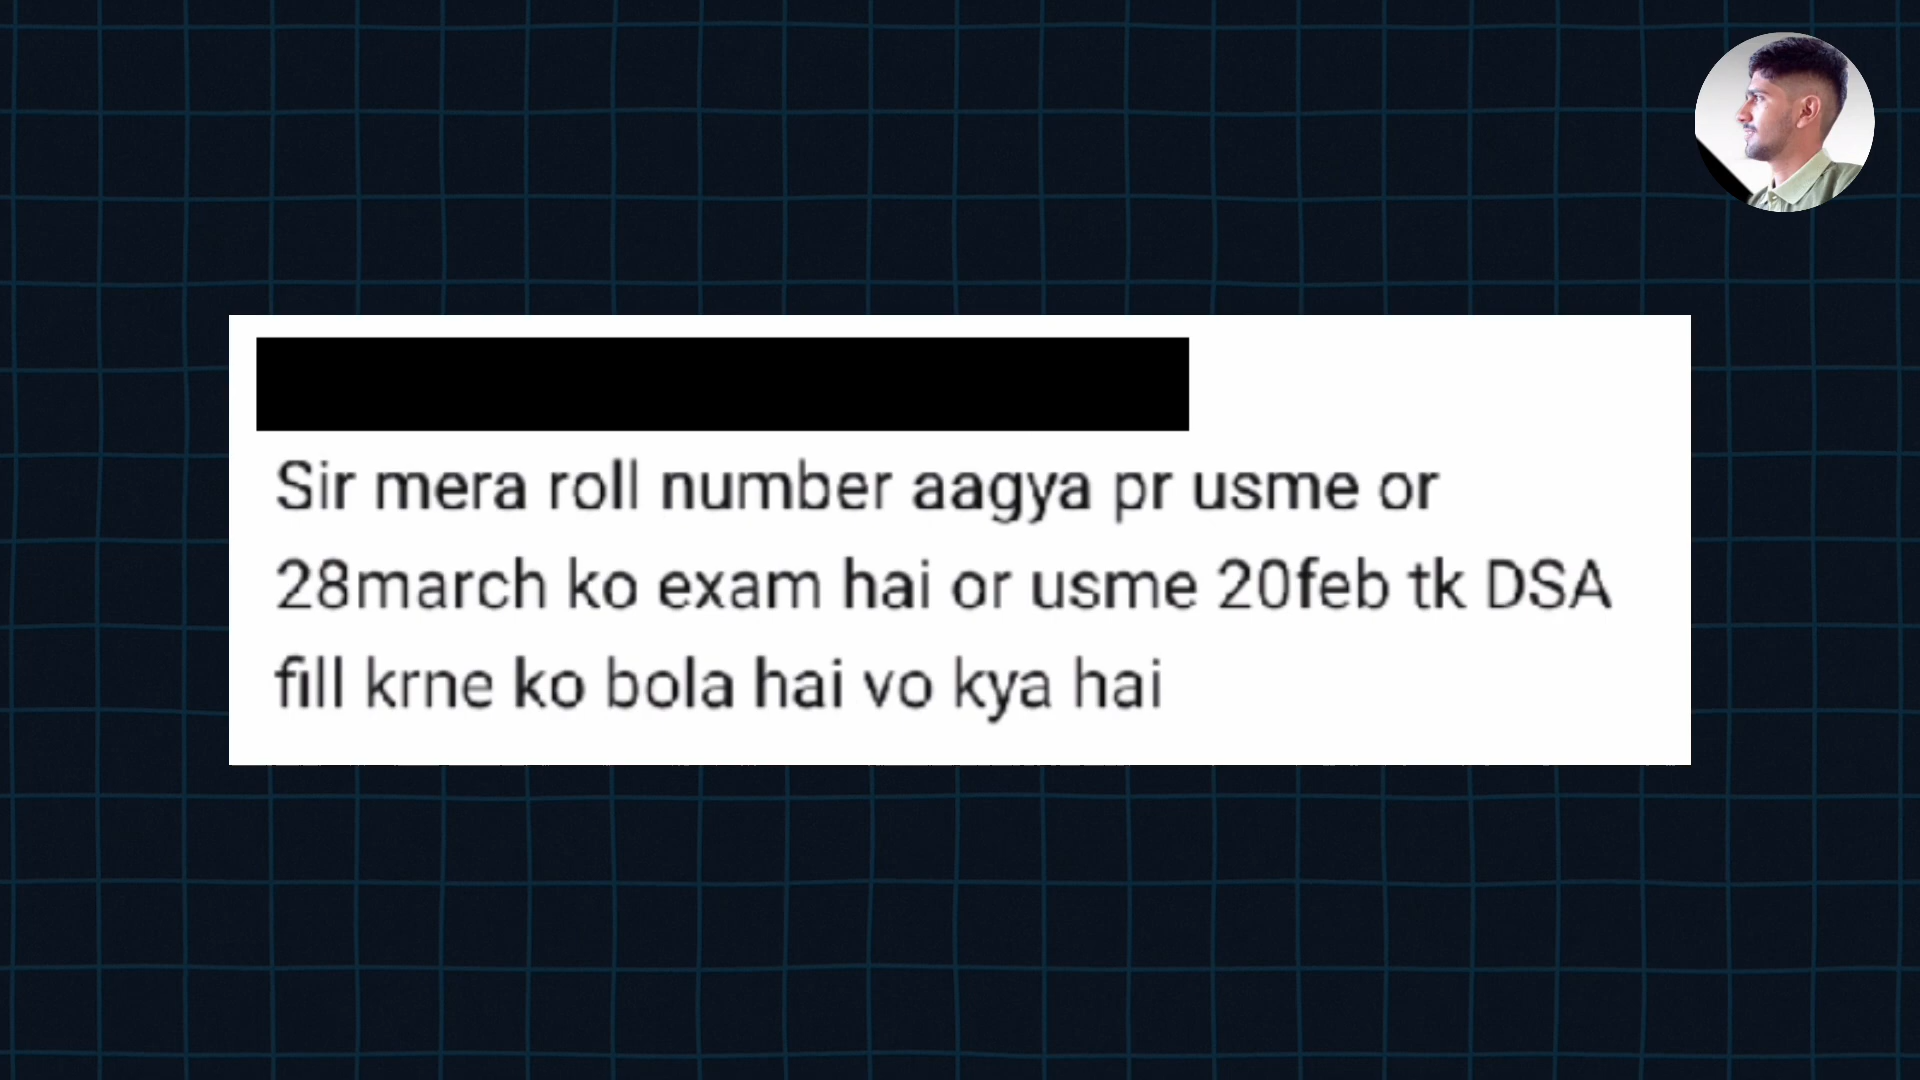 Sir mera roll number aagya pr usme or
28march ko exam hai or usme 20feb tk DSA
fill krne ko bola hai vo kya hai